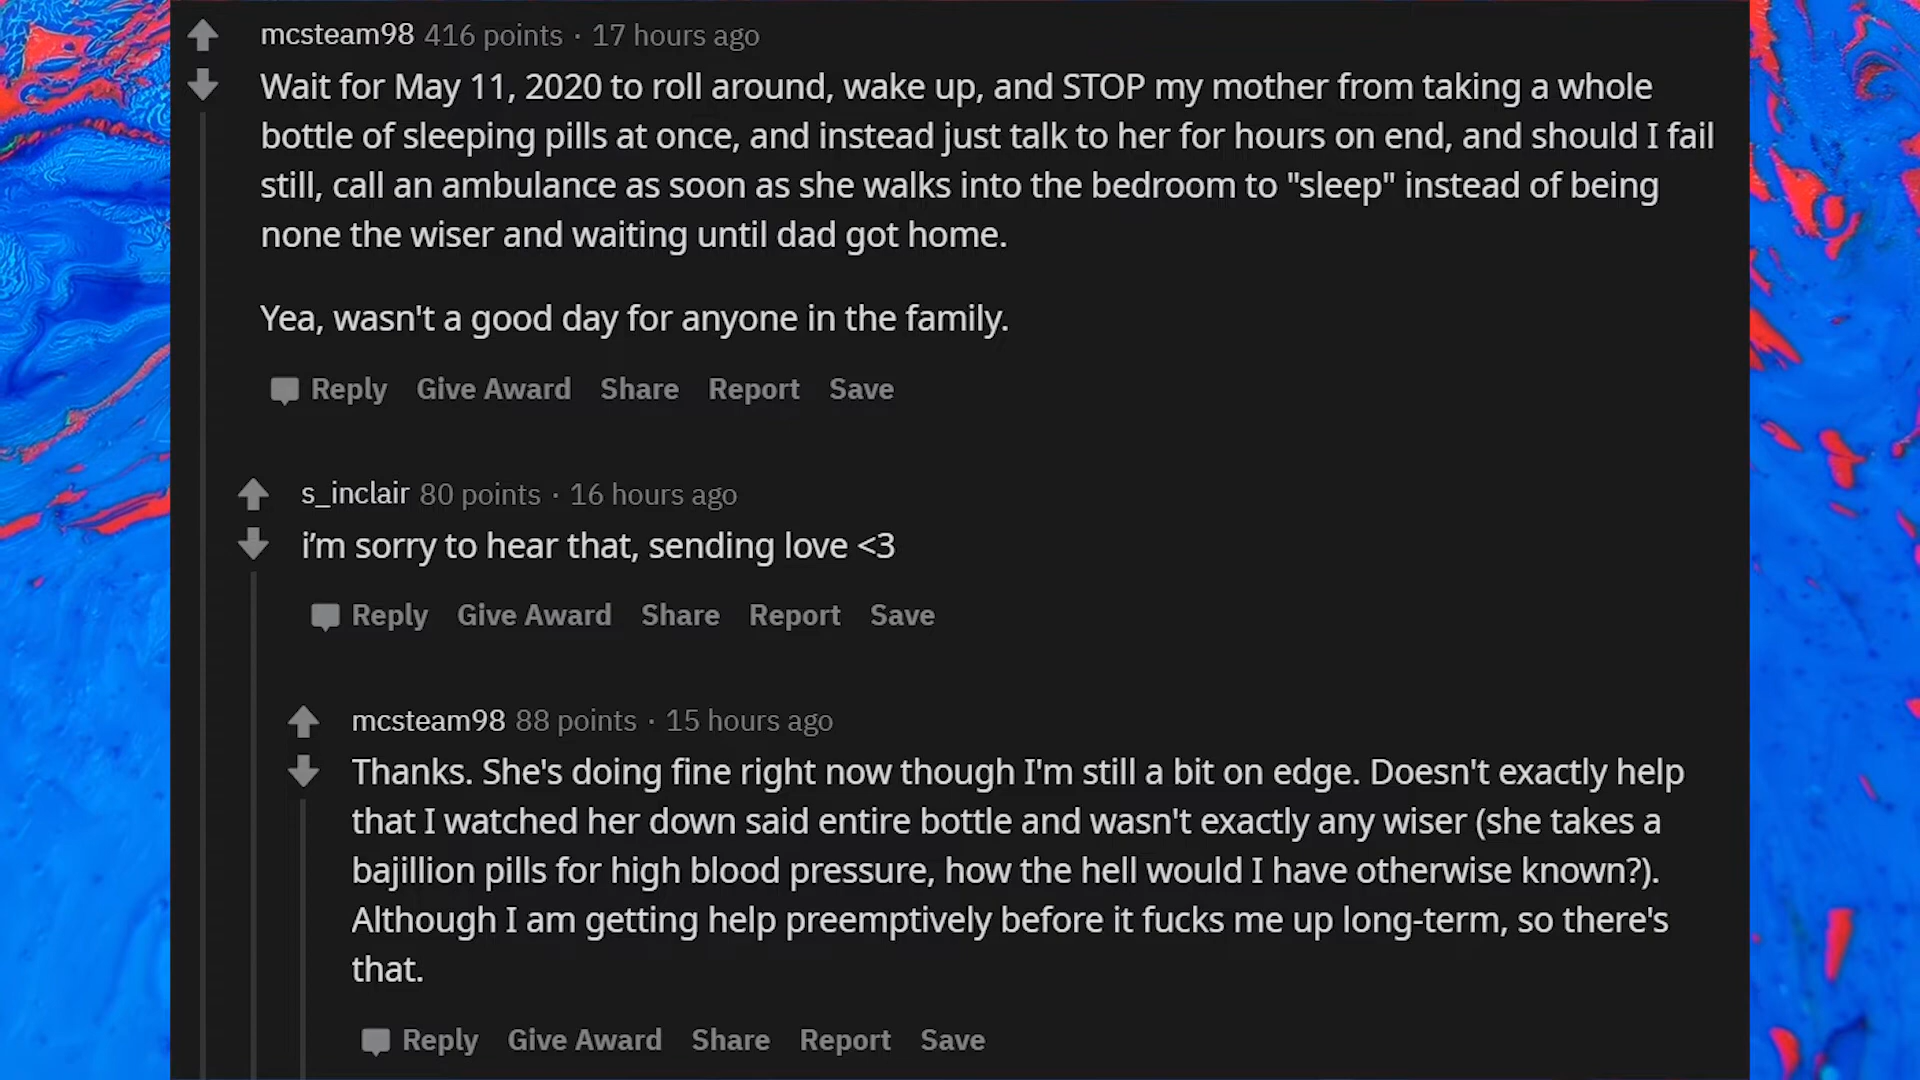 mcsteam98 416 points · 17 hours ago
Wait for May 11, 2020 to roll around, wake up, and STOP my mother from taking a whole
bottle of sleeping pills at once, and instead just talk to her for hours on end, and should I fail
still, call an ambulance as soon as she walks into the bedroom to "sleep" instead of being
none the wiser and waiting until dad got home.
Yea, wasn't a good day for anyone in the family.
Reply Give Award Share Report Save
s_inclair 80 points · 16 hours ago
i’m sorry to hear that, sending love <3
Reply Give Award Share Report Save
mcsteam98 88 points · 15 hours ago
Thanks. She's doing fine right now though I'm still a bit on edge. Doesn't exactly help
that I watched her down said entire bottle and wasn't exactly any wiser (she takes a
bajillion pills for high blood pressure, how the hell would I have otherwise known?).
Although I am getting help preemptively before it fucks me up long-term, so there's
that.
Reply Give Award Share Report Save